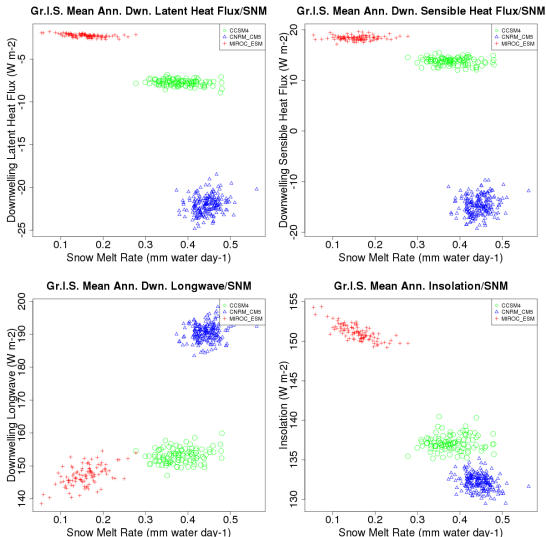 Gr.I.S. Mean Ann. Dwn. Latent Heat Flux/SNM
CCSM4
CNRM_CM5
MIROC_ESM
Downwelling Latent Heat Flux (W m-2)
-5
-10
-15
-20
-25
0.1 0.2 0.3 0.4 0.5
Snow Melt Rate (mm water day-1)
Gr.I.S. Mean Ann. Dwn. Sensible Heat Flux/SNM
CCSM4
CNRM_CM5
MIROC_ESM
Downwelling Sensible Heat Flux (W m-2)
20
10
0
-10
-20
0.1 0.2 0.3 0.4 0.5
Snow Melt Rate (mm water day-1)
Gr.I.S. Mean Ann. Dwn. Longwave/SNM
CCSM4
CNRM_CM5
MIROC_ESM
Downwelling Longwave (W m-2)
200
190
180
170
160
150
140
0.1 0.2 0.3 0.4 0.5
Snow Melt Rate (mm water day-1)
Gr.I.S. Mean Ann. Insolation/SNM
CCSM4
CNRM_CM5
MIROC_ESM
Insolation (W m-2)
155
150
145
140
135
130
0.1 0.2 0.3 0.4 0.5
Snow Melt Rate (mm water day-1)